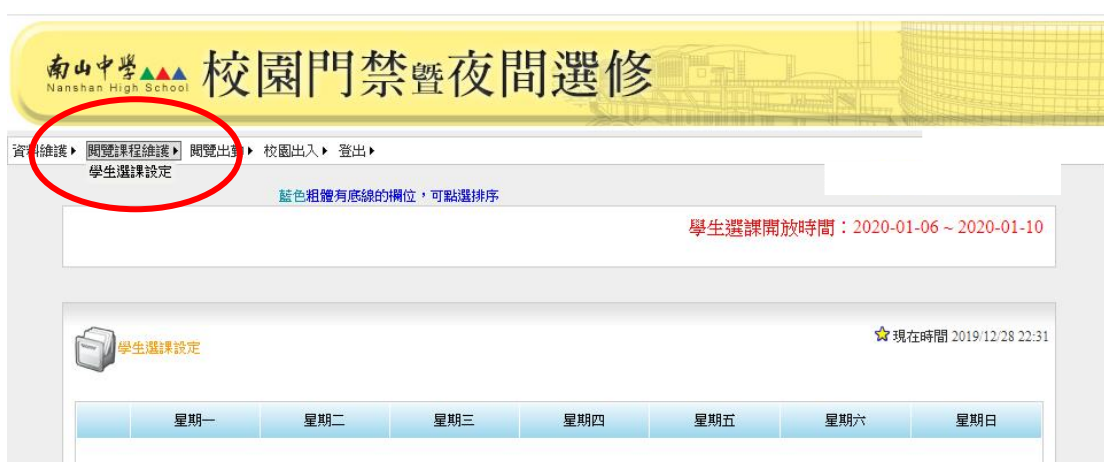 南山中學 校園門禁暨夜間選修
Nanshan High School
資料維護 閱覽課程維護 閱覽出勤 校園出入 登出
學生選課設定
藍色粗體有底線的欄位，可點選排序
學生選課開放時間：2020-01-06 ~ 2020-01-10
學生選課設定
現在時間 2019/12/28 22:31
星期一 星期二 星期三 星期四 星期五 星期六 星期日